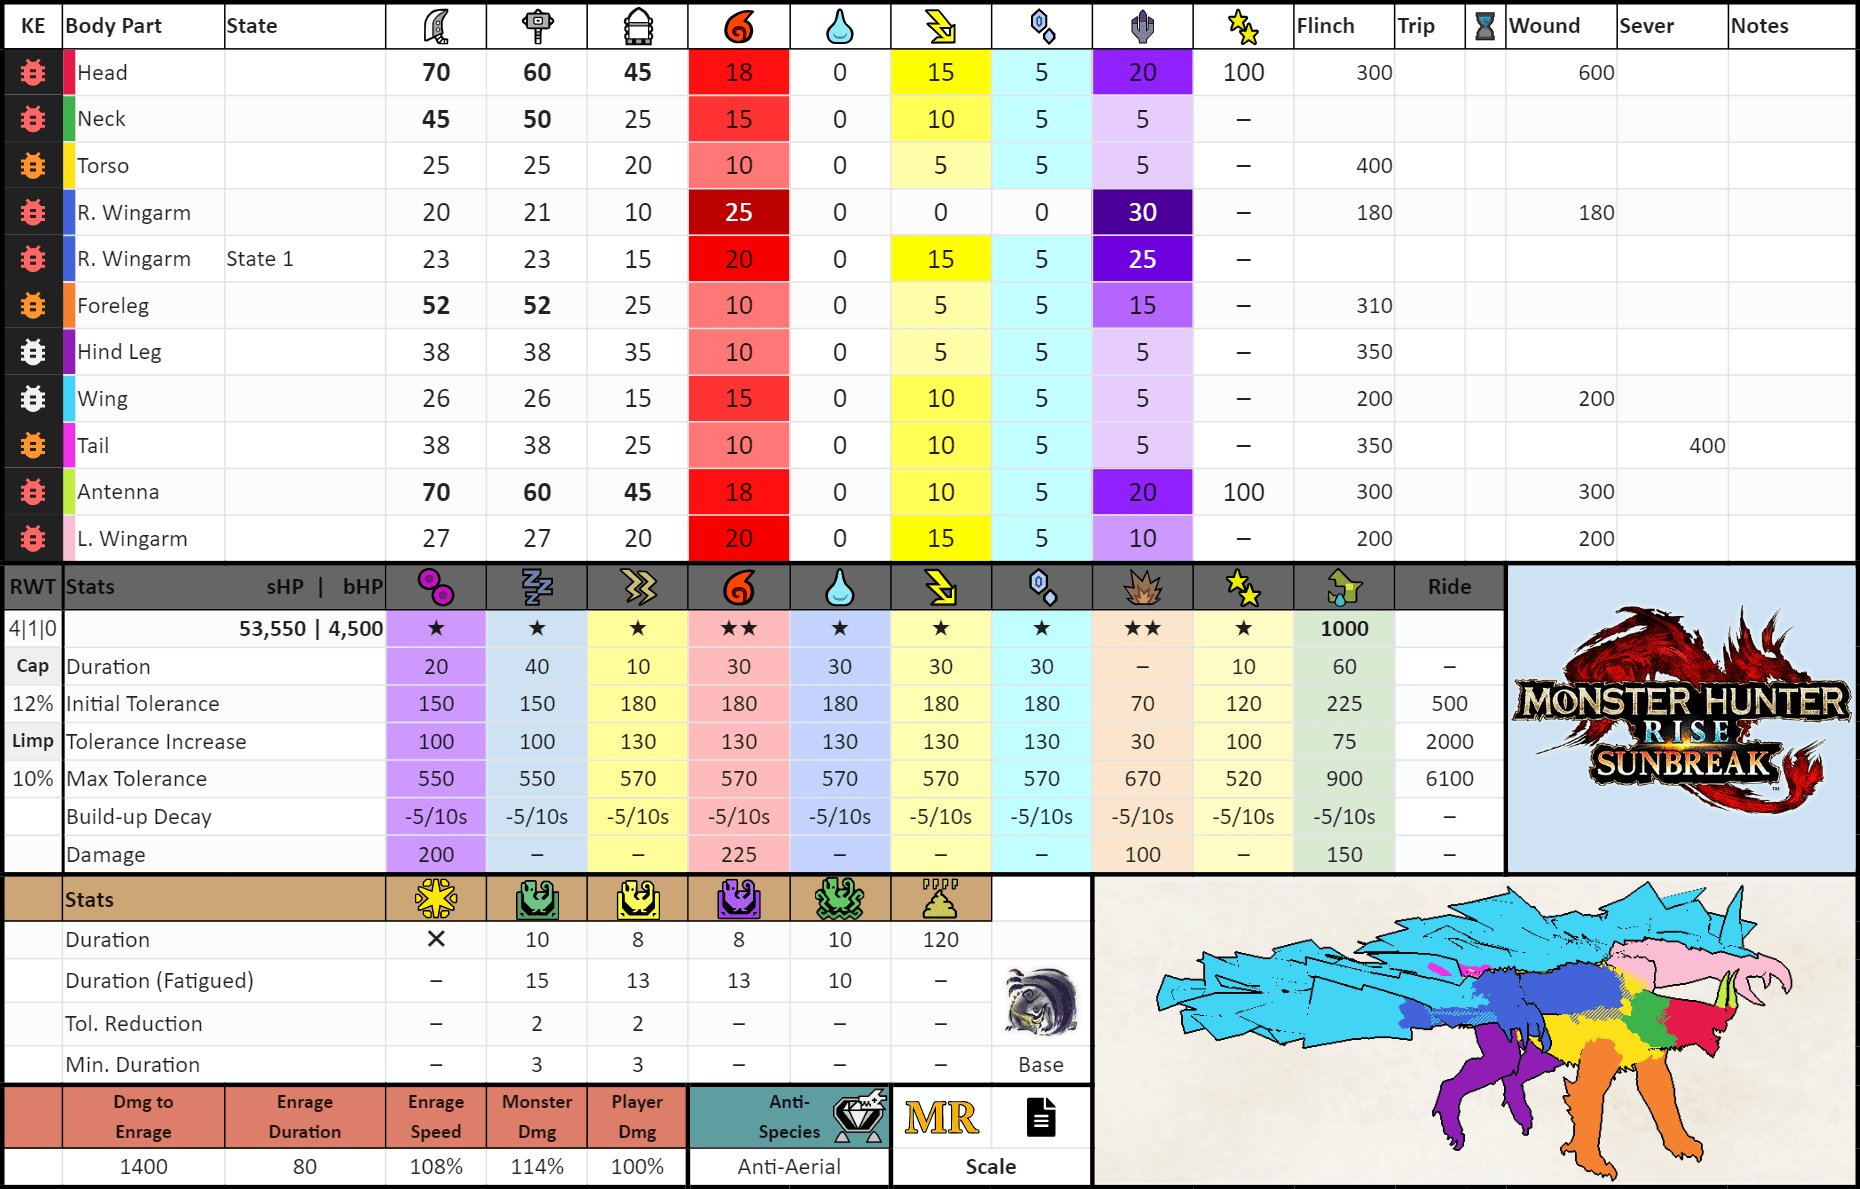 KE Body Part State Flinch Trip Wound Sever Notes
Head 70 60 45 18 0 15 5 20 100 300 600
Neck 45 50 25 15 0 10 5 5 –
Torso 25 25 20 10 0 5 5 5 – 400
R. Wingarm 20 21 10 25 0 0 0 30 – 180 180
R. Wingarm State 1 23 23 15 20 0 15 5 25 –
Foreleg 52 52 25 10 0 5 5 15 – 310
Hind Leg 38 38 35 10 0 5 5 5 – 350
Wing 26 26 15 15 0 10 5 5 – 200 200
Tail 38 38 25 10 0 10 5 5 – 350 400
Antenna 70 60 45 18 0 10 5 20 100 300 300
L. Wingarm 27 27 20 20 0 15 5 10 – 200 200
RWT Stats sHP | bHP Ride
4|1|0 53,550 | 4,500 ★ ★ ★ ★★ ★ ★ ★ ★★ ★ 1000
Cap Duration 20 40 10 30 30 30 30 – 10 60 –
12% Initial Tolerance 150 150 180 180 180 180 180 70 120 225 500
Limp Tolerance Increase 100 100 130 130 130 130 130 30 100 75 2000
10% Max Tolerance 550 550 570 570 570 570 570 670 520 900 6100
Build-up Decay -5/10s -5/10s -5/10s -5/10s -5/10s -5/10s -5/10s -5/10s -5/10s -5/10s –
Damage 200 – – 225 – – – 100 – 150 –
MONSTER HUNTER
RISE
SUNBREAK
™
Stats
Duration ✕ 10 8 8 10 120
Duration (Fatigued) – 15 13 13 10 –
Tol. Reduction – 2 2 – – –
Min. Duration – 3 3 – – – Base
Dmg to Enrage Enrage Monster Player Anti-
Enrage Duration Speed Dmg Dmg Species MR
1400 80 108% 114% 100% Anti-Aerial Scale